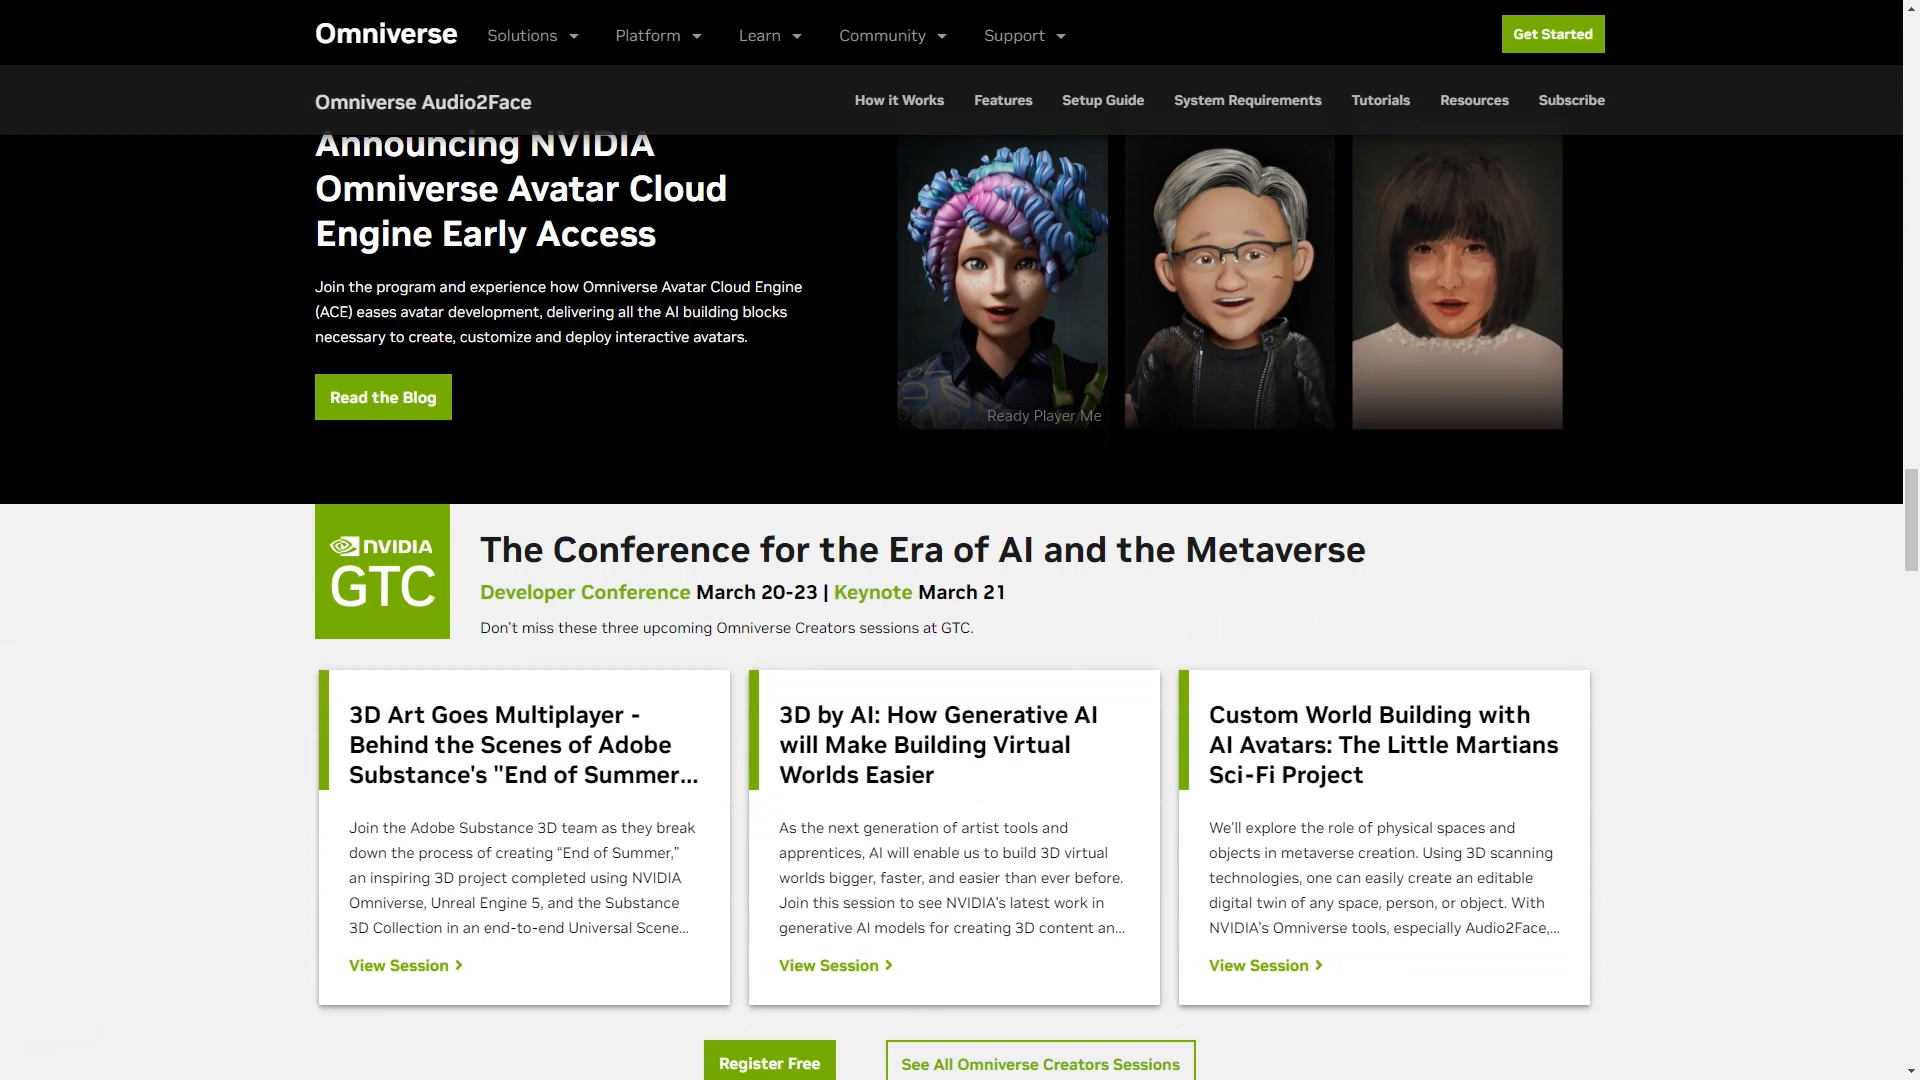 Omniverse
Solutions
Platform
Learn
Community
Support
Get Started
Omniverse Audio2Face
How it Works
Features
Setup Guide
System Requirements
Tutorials
Resources
Subscribe
Announcing NVIDIA
Omniverse Avatar Cloud
Engine Early Access
Join the program and experience how Omniverse Avatar Cloud Engine
(ACE) eases avatar development, delivering all the AI building blocks
necessary to create, customize and deploy interactive avatars.
Read the Blog
Ready Player Me
NVIDIA
GTC
The Conference for the Era of AI and the Metaverse
Developer Conference March 20-23 | Keynote March 21
Don't miss these three upcoming Omniverse Creators sessions at GTC.
3D Art Goes Multiplayer -
Behind the Scenes of Adobe
Substance's "End of Summer...
Join the Adobe Substance 3D team as they break
down the process of creating “End of Summer,”
an inspiring 3D project completed using NVIDIA
Omniverse, Unreal Engine 5, and the Substance
3D Collection in an end-to-end Universal Scene...
View Session
3D by AI: How Generative AI
will Make Building Virtual
Worlds Easier
As the next generation of artist tools and
apprentices, AI will enable us to build 3D virtual
worlds bigger, faster, and easier than ever before.
Join this session to see NVIDIA’s latest work in
generative AI models for creating 3D content an...
View Session
Custom World Building with
AI Avatars: The Little Martians
Sci-Fi Project
We'll explore the role of physical spaces and
objects in metaverse creation. Using 3D scanning
technologies, one can easily create an editable
digital twin of any space, person, or object. With
NVIDIA’s Omniverse tools, especially Audio2Face,...
View Session
Register Free
See All Omniverse Creators Sessions